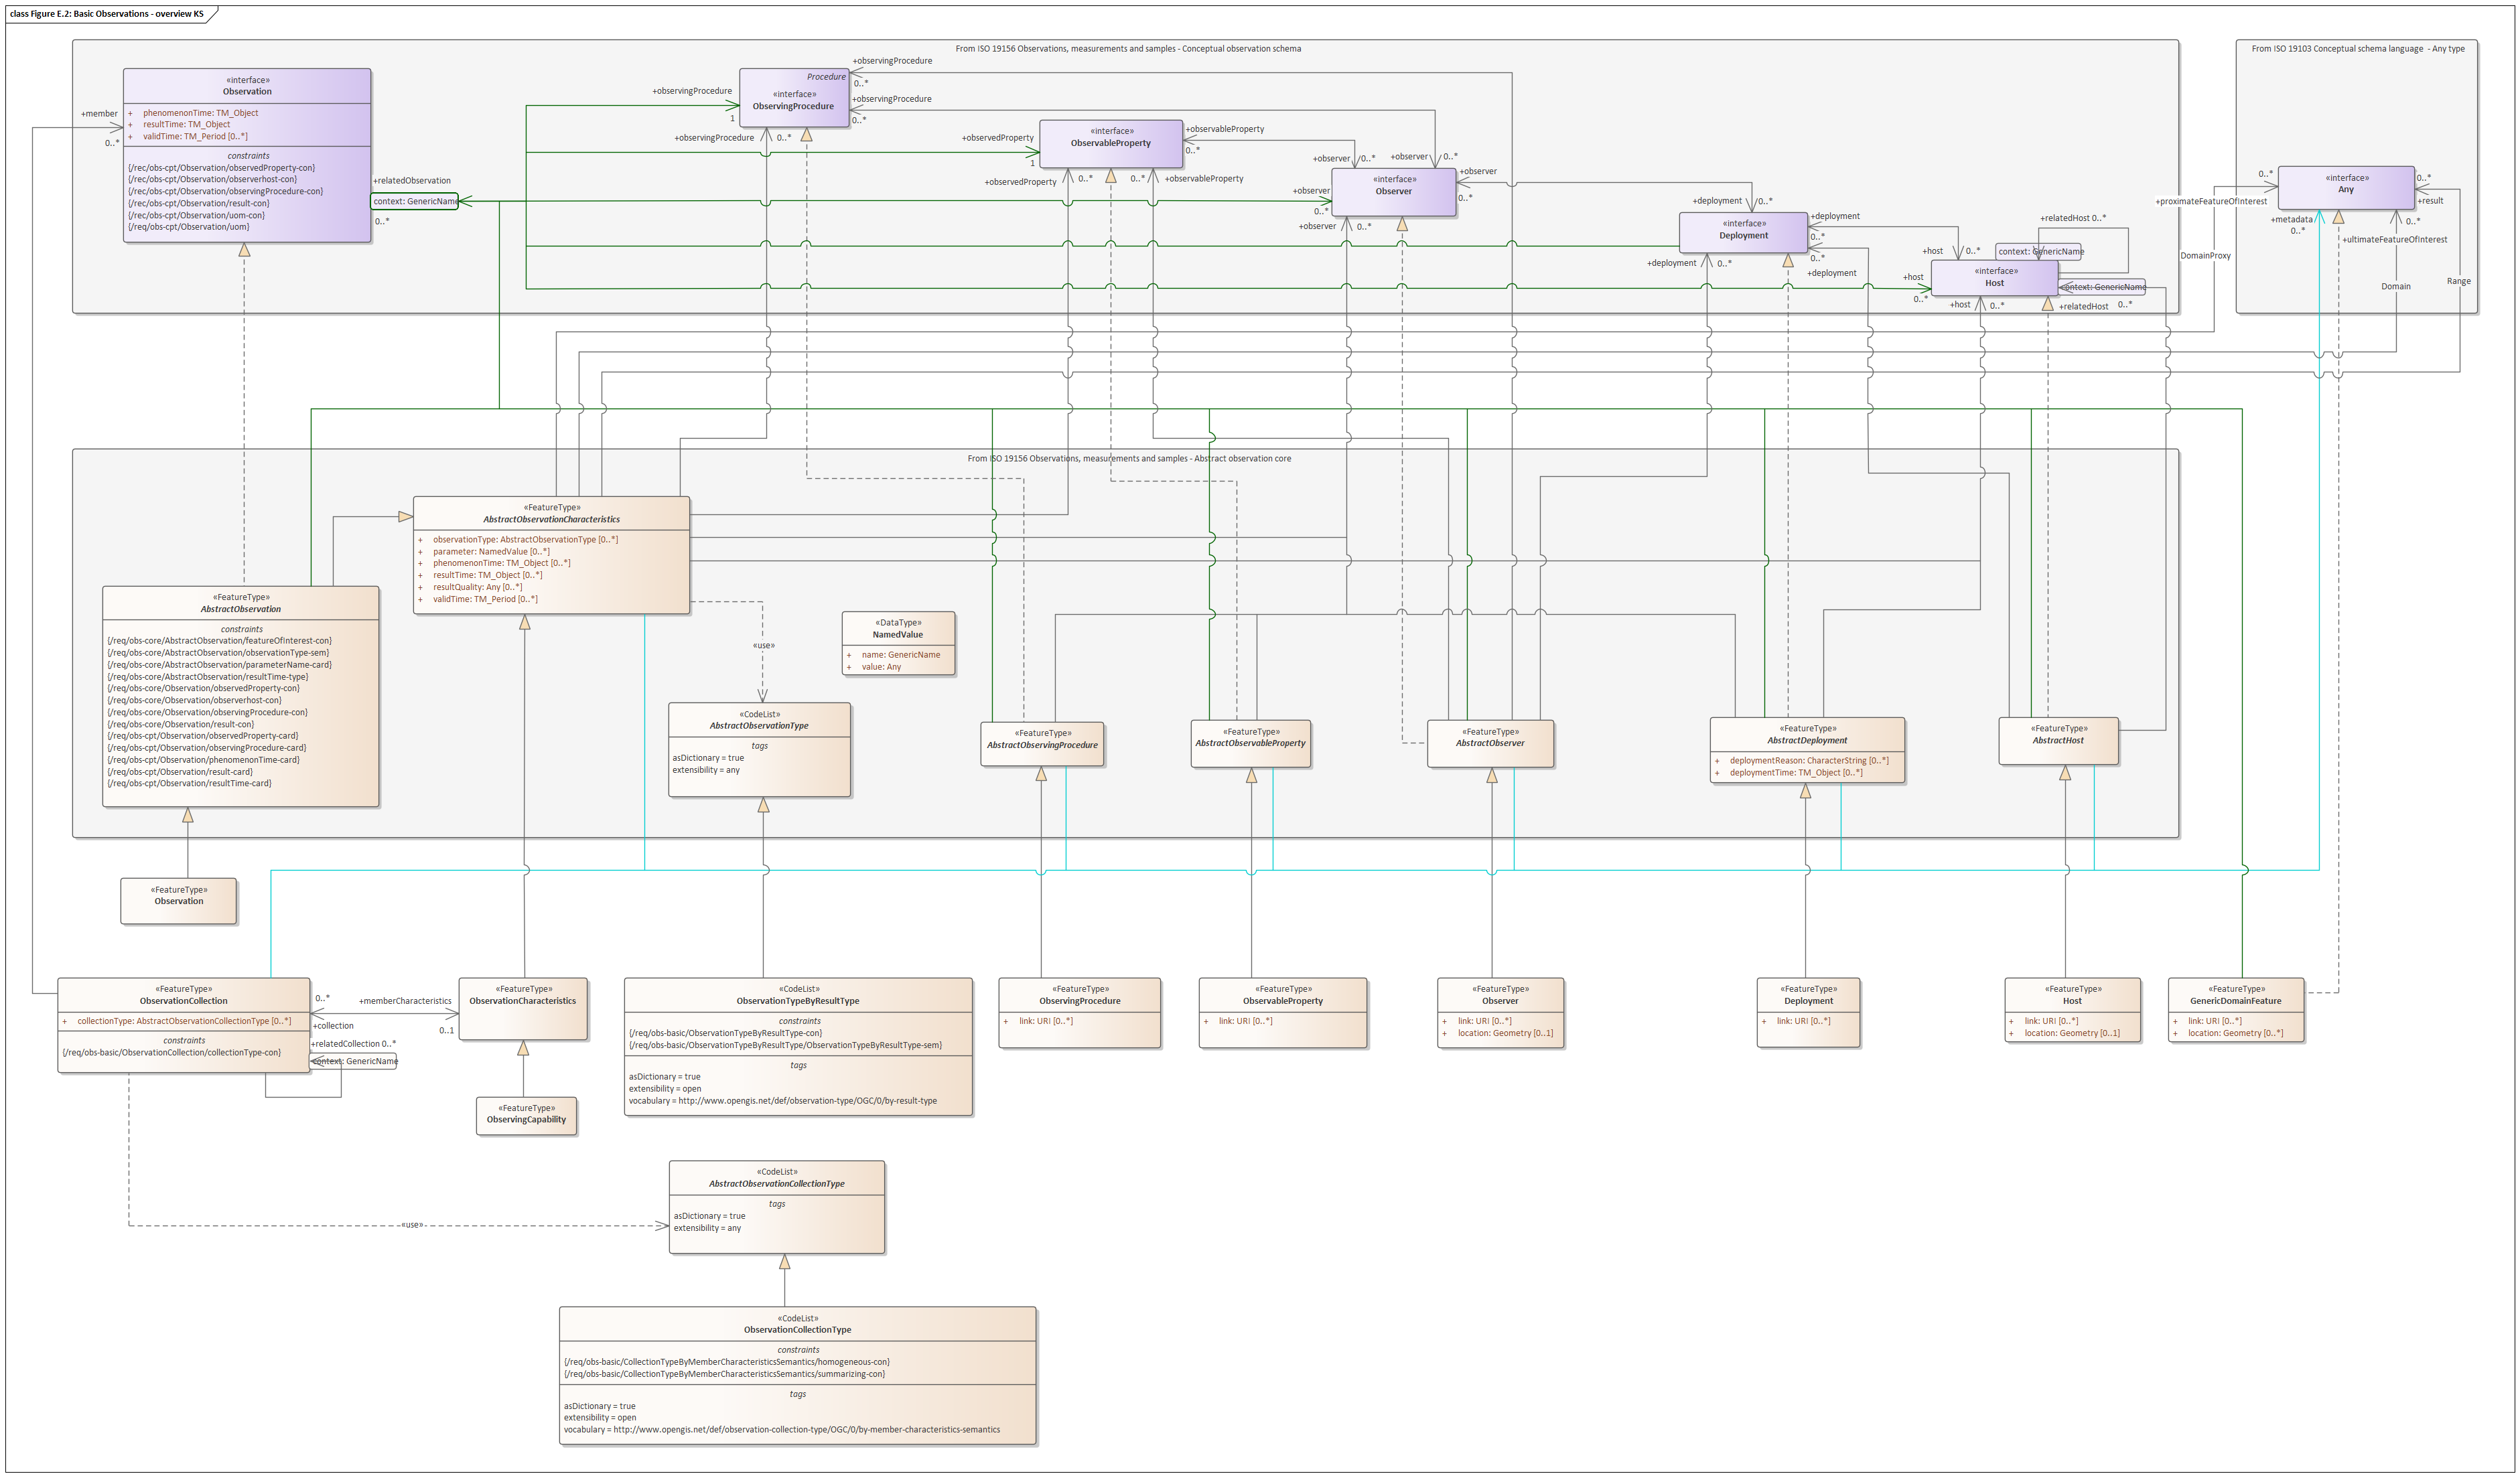 class Figure E.2: Basic Observations - overview KS
From ISO 19156 Observations, measurements and samples - Conceptual observation schema
From ISO 19103 Conceptual schema language  - Any type
«interface»
Observation
+ phenomenonTime: TM_Object
+ resultTime: TM_Object
+ validTime: TM_Period [0..*]
constraints
{/rec/obs-cpt/Observation/observedProperty-con}
{/rec/obs-cpt/Observation/observerhost-con}
{/rec/obs-cpt/Observation/observingProcedure-con}
{/rec/obs-cpt/Observation/result-con}
{/rec/obs-cpt/Observation/uom-con}
{/req/obs-cpt/Observation/uom}
+member
0..*
+relatedObservation
context: GenericName
0..*
Procedure
«interface»
ObservingProcedure
+observingProcedure
0..*
+observingProcedure
0..*
+observingProcedure
1
+observingProcedure
0..*
«interface»
ObservableProperty
+observedProperty
1
+observableProperty
0..*
+observedProperty
0..*
0..*
+observableProperty
«interface»
Observer
+observer
0..*
+observer
0..*
+observer
0..*
+observer
0..*
+observer
0..*
«interface»
Deployment
+deployment
0..*
+deployment
0..*
0..*
+deployment
+deployment
0..*
«interface»
Host
+host
0..*
+host
0..*
+host
0..*
+relatedHost 0..*
context: GenericName
context: GenericName
+relatedHost
0..*
«interface»
Any
0..*
+proximateFeatureOfInterest
DomainProxy
0..*
+result
Range
+metadata
0..*
0..*
+ultimateFeatureOfInterest
Domain
From ISO 19156 Observations, measurements and samples - Abstract observation core
«FeatureType»
AbstractObservationCharacteristics
+ observationType: AbstractObservationType [0..*]
+ parameter: NamedValue [0..*]
+ phenomenonTime: TM_Object [0..*]
+ resultTime: TM_Object [0..*]
+ resultQuality: Any [0..*]
+ validTime: TM_Period [0..*]
«FeatureType»
AbstractObservation
constraints
{/req/obs-core/AbstractObservation/featureOfInterest-con}
{/req/obs-core/AbstractObservation/observationType-sem}
{/req/obs-core/AbstractObservation/parameterName-card}
{/req/obs-core/AbstractObservation/resultTime-type}
{/req/obs-core/Observation/observedProperty-con}
{/req/obs-core/Observation/observerhost-con}
{/req/obs-core/Observation/observingProcedure-con}
{/req/obs-core/Observation/result-con}
{/req/obs-cpt/Observation/observedProperty-card}
{/req/obs-cpt/Observation/observingProcedure-card}
{/req/obs-cpt/Observation/phenomenonTime-card}
{/req/obs-cpt/Observation/result-card}
{/req/obs-cpt/Observation/resultTime-card}
«use»
«DataType»
NamedValue
+ name: GenericName
+ value: Any
«CodeList»
AbstractObservationType
tags
asDictionary = true
extensibility = any
«FeatureType»
AbstractObservingProcedure
«FeatureType»
AbstractObservableProperty
«FeatureType»
AbstractObserver
«FeatureType»
AbstractDeployment
+ deploymentReason: CharacterString [0..*]
+ deploymentTime: TM_Object [0..*]
«FeatureType»
AbstractHost
«FeatureType»
Observation
«FeatureType»
ObservationCollection
+ collectionType: AbstractObservationCollectionType [0..*]
constraints
{/req/obs-basic/ObservationCollection/collectionType-con}
0..*
+collection
+memberCharacteristics
0..1
+relatedCollection 0..*
context: GenericName
«FeatureType»
ObservationCharacteristics
«FeatureType»
ObservingCapability
«CodeList»
ObservationTypeByResultType
constraints
{/req/obs-basic/ObservationTypeByResultType-con}
{/req/obs-basic/ObservationTypeByResultType/ObservationTypeByResultType-sem}
tags
asDictionary = true
extensibility = open
vocabulary = http://www.opengis.net/def/observation-type/OGC/0/by-result-type
«FeatureType»
ObservingProcedure
+ link: URI [0..*]
«FeatureType»
ObservableProperty
+ link: URI [0..*]
«FeatureType»
Observer
+ link: URI [0..*]
+ location: Geometry [0..1]
«FeatureType»
Deployment
+ link: URI [0..*]
«FeatureType»
Host
+ link: URI [0..*]
+ location: Geometry [0..1]
«FeatureType»
GenericDomainFeature
+ link: URI [0..*]
+ location: Geometry [0..*]
«CodeList»
AbstractObservationCollectionType
tags
asDictionary = true
extensibility = any
«use»
«CodeList»
ObservationCollectionType
constraints
{/req/obs-basic/CollectionTypeByMemberCharacteristicsSemantics/homogeneous-con}
{/req/obs-basic/CollectionTypeByMemberCharacteristicsSemantics/summarizing-con}
tags
asDictionary = true
extensibility = open
vocabulary = http://www.opengis.net/def/observation-collection-type/OGC/0/by-member-characteristics-semantics